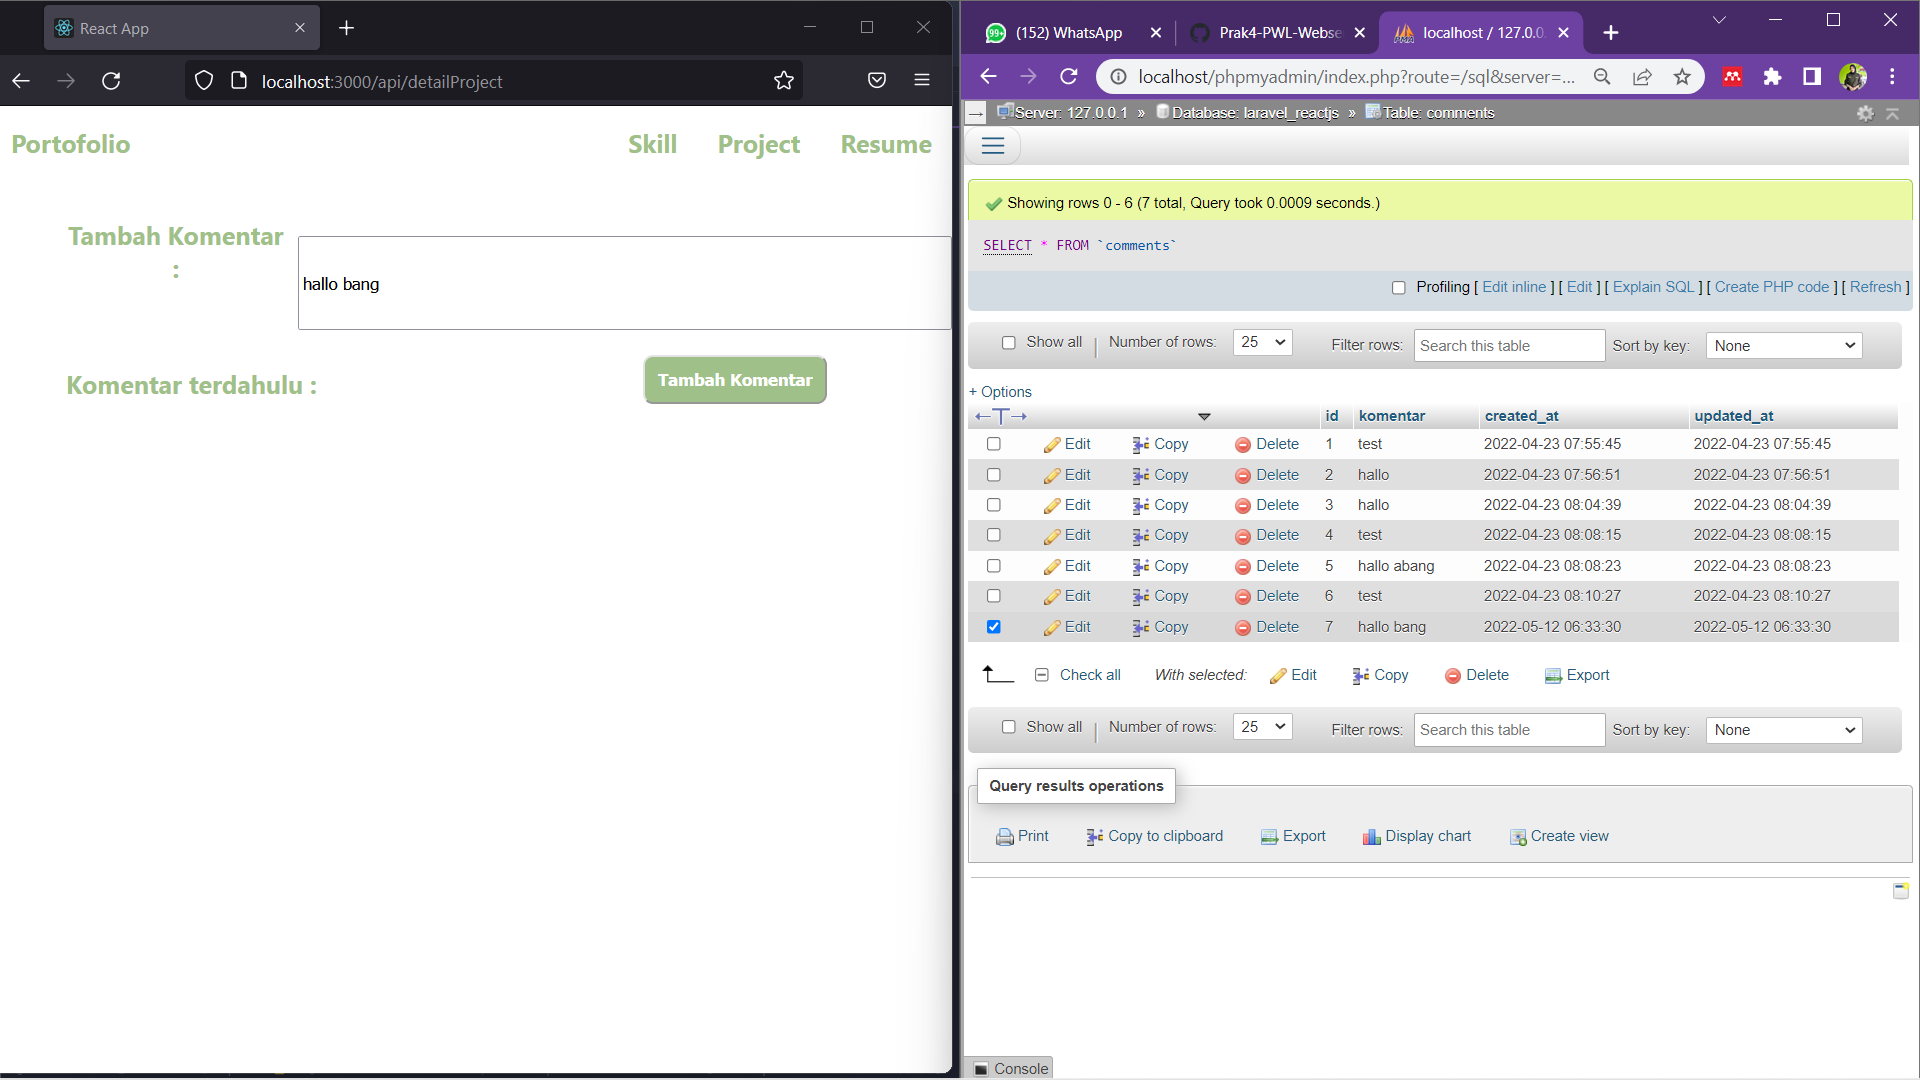 React App
localhost:3000/api/detailProject
Portofolio
Skill Project Resume
Tambah Komentar
:
hallo bang
Komentar terdahulu :
Tambah Komentar
99+ (152) WhatsApp
Prak4-PWL-Webse
localhost / 127.0.0.
localhost/phpmyadmin/index.php?route=/sql&server=...
Server: 127.0.0.1 » Database: laravel_reactjs » Table: comments
Showing rows 0 - 6 (7 total, Query took 0.0009 seconds.)
SELECT * FROM `comments`
Profiling [ Edit inline ] [ Edit ] [ Explain SQL ] [ Create PHP code ] [ Refresh ]
Show all | Number of rows: 25 Filter rows: Search this table Sort by key: None
+ Options
←T→ id komentar created_at updated_at
Edit Copy Delete 1 test 2022-04-23 07:55:45 2022-04-23 07:55:45
Edit Copy Delete 2 hallo 2022-04-23 07:56:51 2022-04-23 07:56:51
Edit Copy Delete 3 hallo 2022-04-23 08:04:39 2022-04-23 08:04:39
Edit Copy Delete 4 test 2022-04-23 08:08:15 2022-04-23 08:08:15
Edit Copy Delete 5 hallo abang 2022-04-23 08:08:23 2022-04-23 08:08:23
Edit Copy Delete 6 test 2022-04-23 08:10:27 2022-04-23 08:10:27
Edit Copy Delete 7 hallo bang 2022-05-12 06:33:30 2022-05-12 06:33:30
Check all With selected: Edit Copy Delete Export
Show all | Number of rows: 25 Filter rows: Search this table Sort by key: None
Query results operations
Print Copy to clipboard Export Display chart Create view
Console